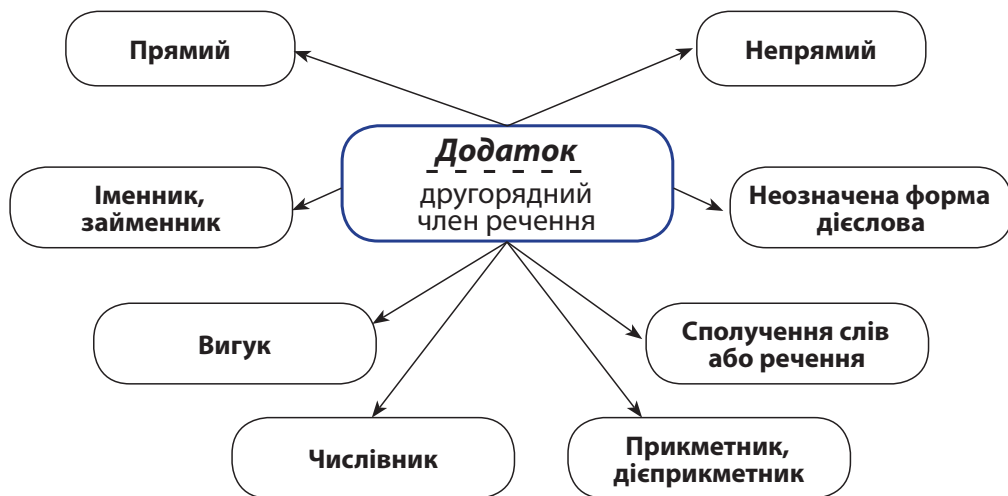 Прямий
Непрямий
Додаток
другорядний
член речення
Іменник,
займенник
Неозначена форма
дієслова
Вигук
Сполучення слів
або речення
Числівник
Прикметник,
дієприкметник